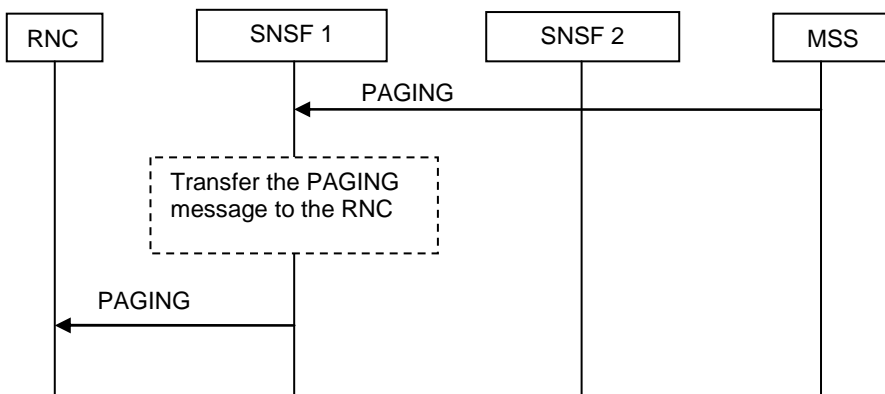 RNC
SNSF 1
SNSF 2
MSS
PAGING
Transfer the PAGING
message to the RNC
PAGING